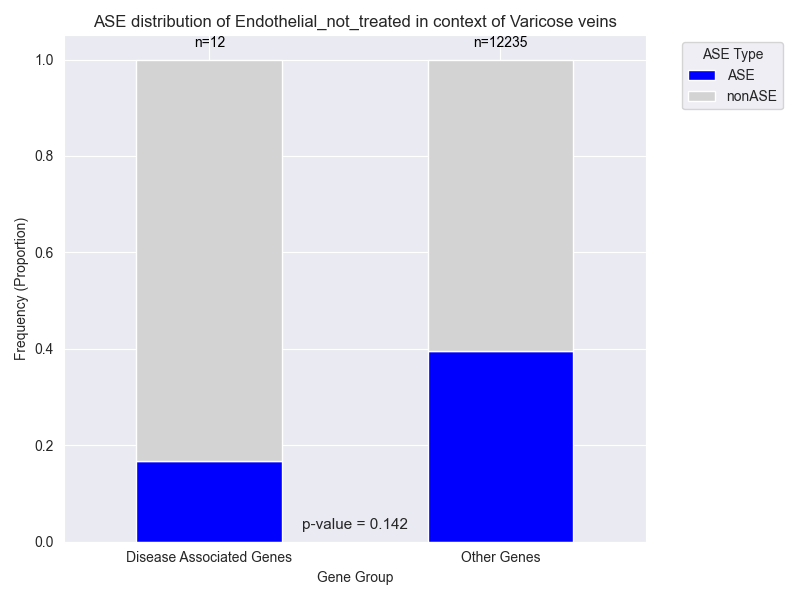 ASE distribution of Endothelial_not_treated in context of Varicose veins
n=12
n=12235
ASE Type
ASE
nonASE
1.0
0.8
0.6
0.4
0.2
0.0
Frequency (Proportion)
p-value = 0.142
Disease Associated Genes
Other Genes
Gene Group